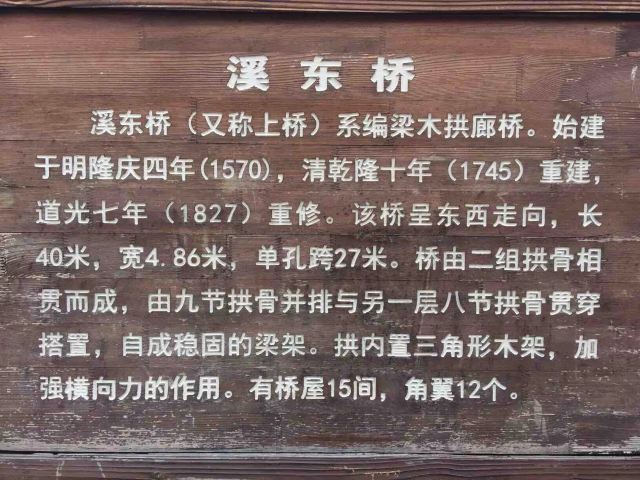 溪东桥
溪东桥（又称上桥）系编梁木拱廊桥。始建
于明隆庆四年(1570)，清乾隆十年（1745）重建，
道光七年（1827）重修。该桥呈东西走向，长
40米，宽4.86米，单孔跨27米。桥由二组拱骨相
贯而成，由九节拱骨并排与另一层八节拱骨贯穿
搭置，自成稳固的梁架。拱内置三角形木架，加
强横向力的作用。有桥屋15间，角翼12个。